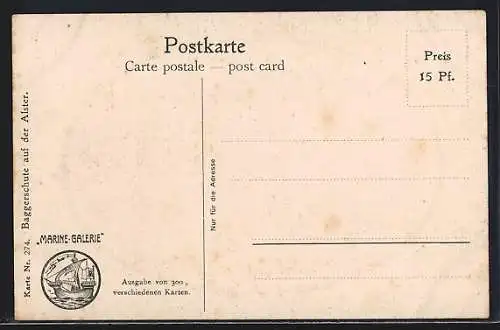 Postkarte
Carte postale — post card
Preis
15 Pf.
Karte Nr. 274. Baggerschute auf der Alster.
Nur für die Adresse
„MARINE-GALERIE"
Ausgabe von 300,
verschiedenen Karten.